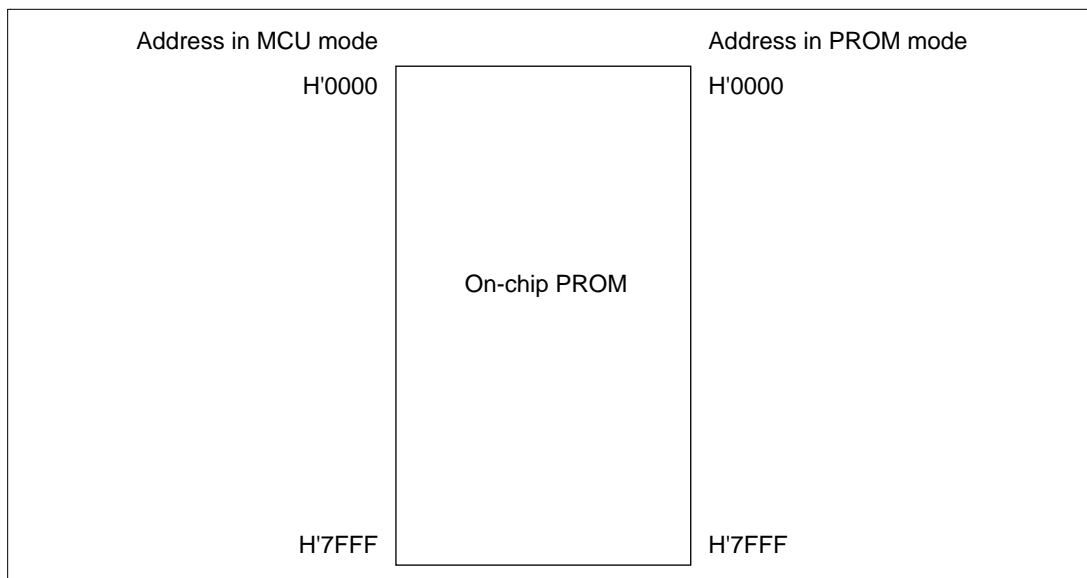 Address in MCU mode
Address in PROM mode
H'0000
H'0000
On-chip PROM
H'7FFF
H'7FFF